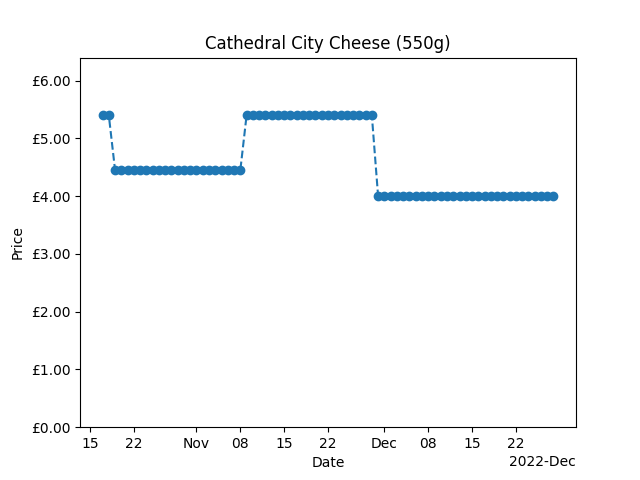 Cathedral City Cheese (550g)
£6.00
£5.00
£4.00
£3.00
£2.00
£1.00
£0.00
Price
15 22 Nov 08 15 22 Dec 08 15 22
Date
2022-Dec